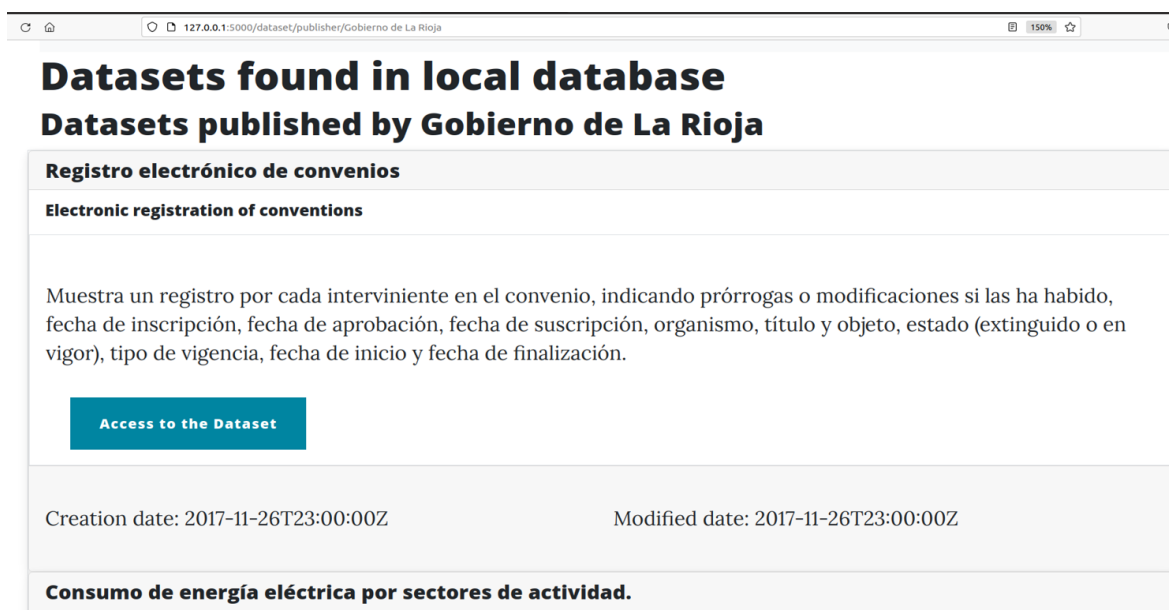 127.0.0.1:5000/dataset/publisher/Gobierno de La Rioja
150%
Datasets found in local database
Datasets published by Gobierno de La Rioja
Registro electrónico de convenios
Electronic registration of conventions
Muestra un registro por cada interviniente en el convenio, indicando prórrogas o modificaciones si las ha habido,
fecha de inscripción, fecha de aprobación, fecha de suscripción, organismo, título y objeto, estado (extinguido o en
vigor), tipo de vigencia, fecha de inicio y fecha de finalización.
Access to the Dataset
Creation date: 2017-11-26T23:00:00Z
Modified date: 2017-11-26T23:00:00Z
Consumo de energía eléctrica por sectores de actividad.